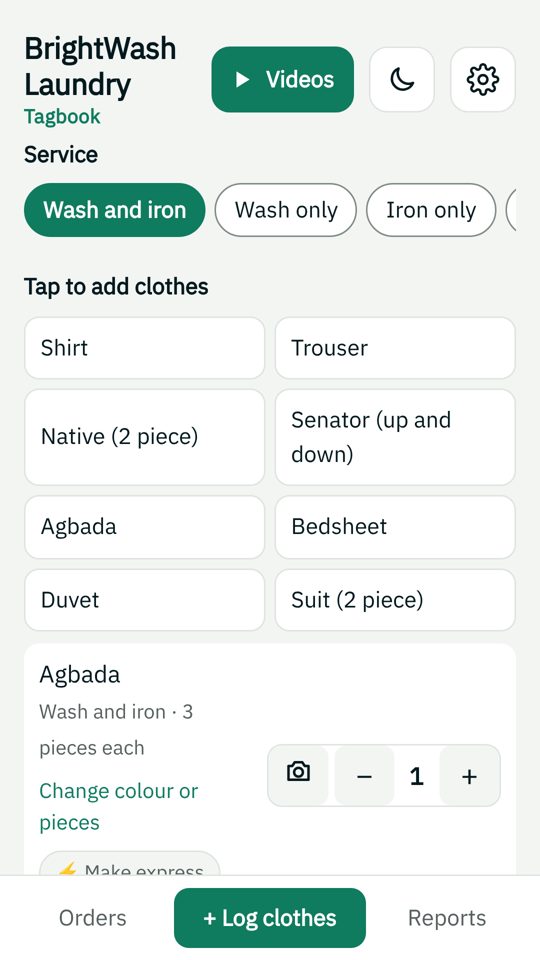 BrightWash
Laundry
Tagbook
Videos
Service
Wash and iron
Wash only
Iron only
Tap to add clothes
Shirt
Trouser
Native (2 piece)
Senator (up and
down)
Agbada
Bedsheet
Duvet
Suit (2 piece)
Agbada
Wash and iron · 3
pieces each
Change colour or
pieces
− 1 +
⚡ Make express
Orders
+ Log clothes
Reports